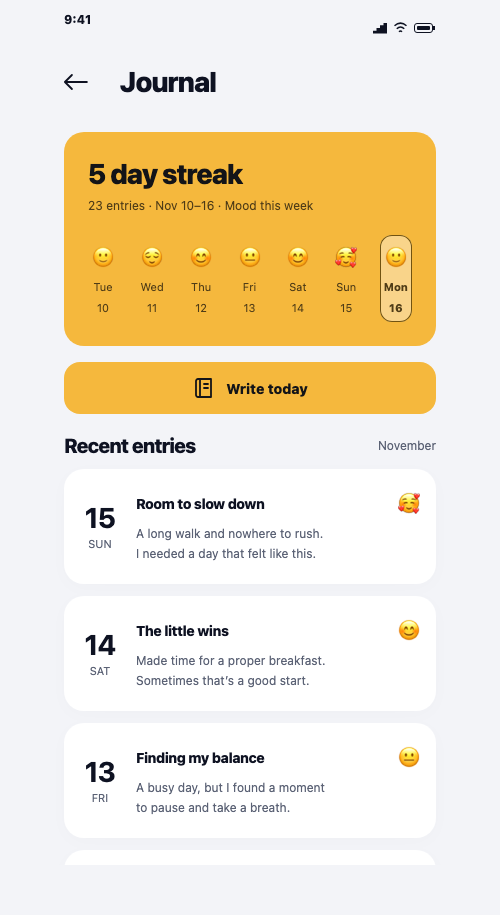 9:41
Journal
5 day streak
23 entries · Nov 10–16 · Mood this week
Tue Wed Thu Fri Sat Sun Mon
10 11 12 13 14 15 16
Write today
Recent entries November
15
SUN
Room to slow down
A long walk and nowhere to rush.
I needed a day that felt like this.
14
SAT
The little wins
Made time for a proper breakfast.
Sometimes that’s a good start.
13
FRI
Finding my balance
A busy day, but I found a moment
to pause and take a breath.